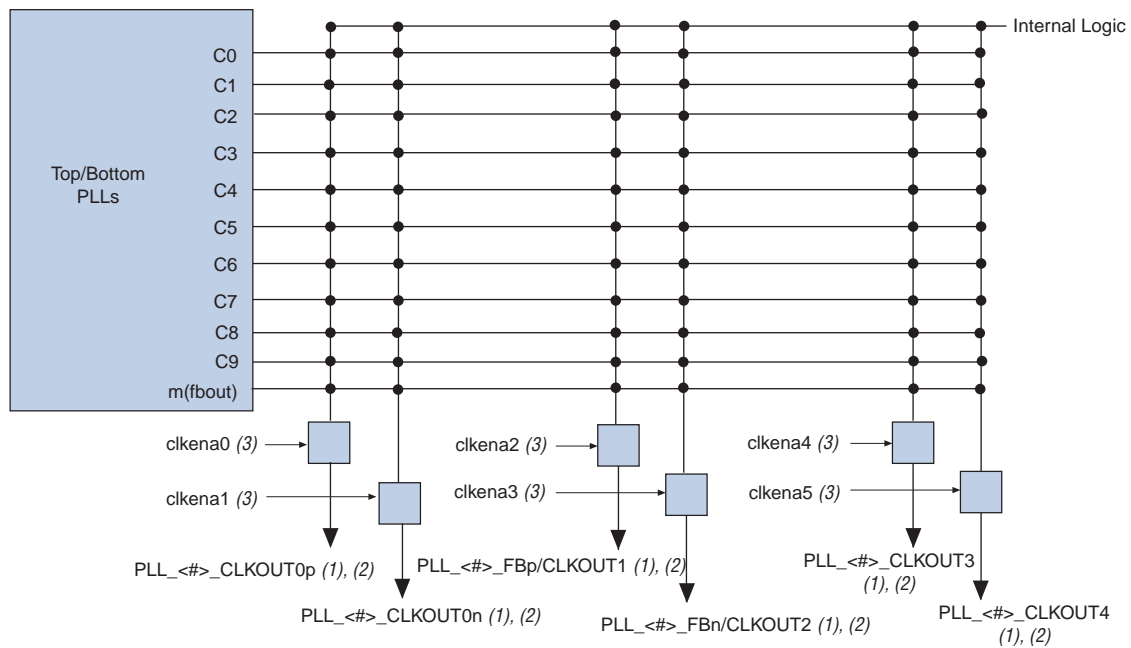 Internal Logic
C0
C1
C2
C3
Top/Bottom
PLLs
C4
C5
C6
C7
C8
C9
m(fbout)
clkena0 (3)
clkena2 (3)
clkena4 (3)
clkena1 (3)
clkena3 (3)
clkena5 (3)
PLL_<#>_CLKOUT0p (1), (2)
PLL_<#>_FBp/CLKOUT1 (1), (2)
PLL_<#>_CLKOUT3
(1), (2)
PLL_<#>_CLKOUT0n (1), (2)
PLL_<#>_FBn/CLKOUT2 (1), (2)
PLL_<#>_CLKOUT4
(1), (2)